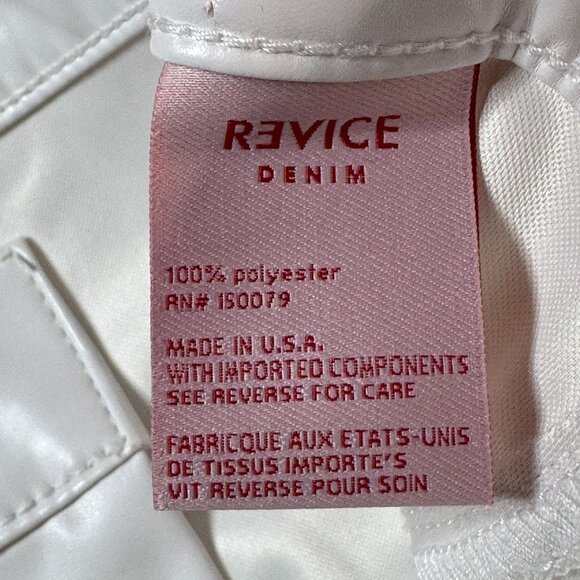 RƎVICE
DENIM
100% polyester
RN# 150079
MADE IN U.S.A.
WITH IMPORTED COMPONENTS
SEE REVERSE FOR CARE
FABRICQUE AUX ETATS-UNIS
DE TISSUS IMPORTE'S
VIT REVERSE POUR SOIN